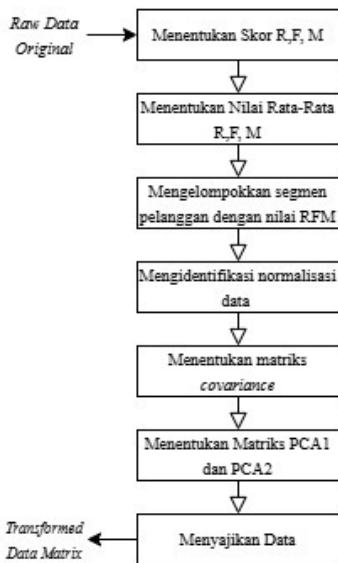 Raw Data
Original
Menentukan Skor R,F, M
Menentukan Nilai Rata-Rata
R,F, M
Mengelompokkan segmen
pelanggan dengan nilai RFM
Mengidentifikasi normalisasi
data
Menentukan matriks
covariance
Menentukan Matriks PCA1
dan PCA2
Transformed
Data Matrix
Menyajikan Data